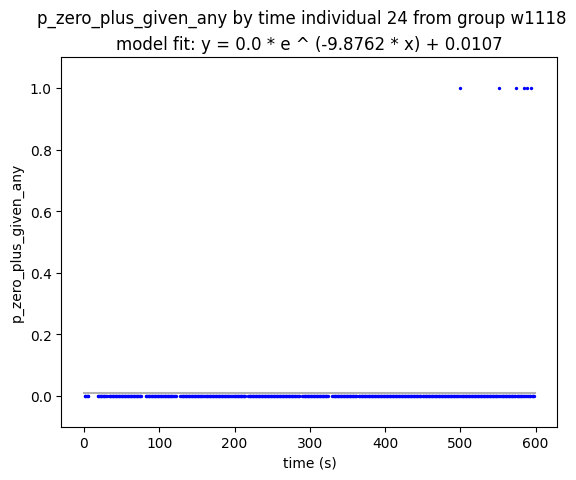 p_zero_plus_given_any by time individual 24 from group w1118
model fit: y = 0.0 * e ^ (-9.8762 * x) + 0.0107
1.0
0.8
0.6
0.4
0.2
0.0
p_zero_plus_given_any
0 100 200 300 400 500 600
time (s)